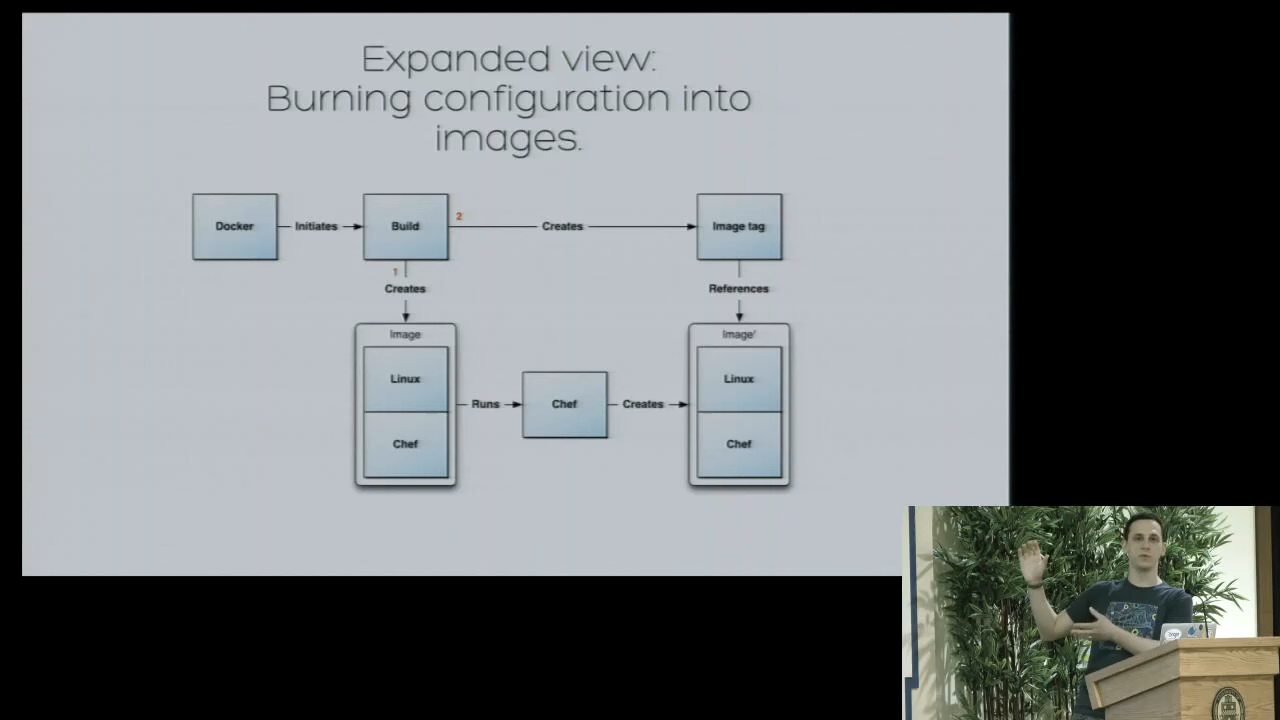 Expanded view:
Burning configuration into
images.
Docker
Initiates
Build
2
Creates
Image tag
1
Creates
References
Image
Image'
Linux
Linux
Runs
Chef
Creates
Chef
Chef